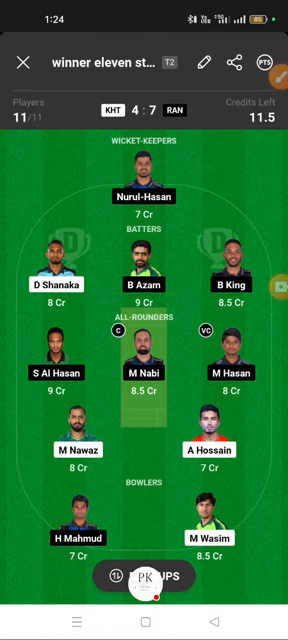 1:24
85
winner eleven st... T2
PTS
Players
11/11
KHT 4 : 7 RAN
Credits Left
11.5
WICKET-KEEPERS
Nurul-Hasan
7 Cr
BATTERS
D Shanaka
8 Cr
B Azam
9 Cr
B King
8.5 Cr
ALL-ROUNDERS
C
VC
S Al Hasan
9 Cr
M Nabi
8.5 Cr
M Hasan
8 Cr
M Nawaz
8 Cr
A Hossain
7 Cr
BOWLERS
H Mahmud
7 Cr
M Wasim
8.5 Cr
PK
UPS